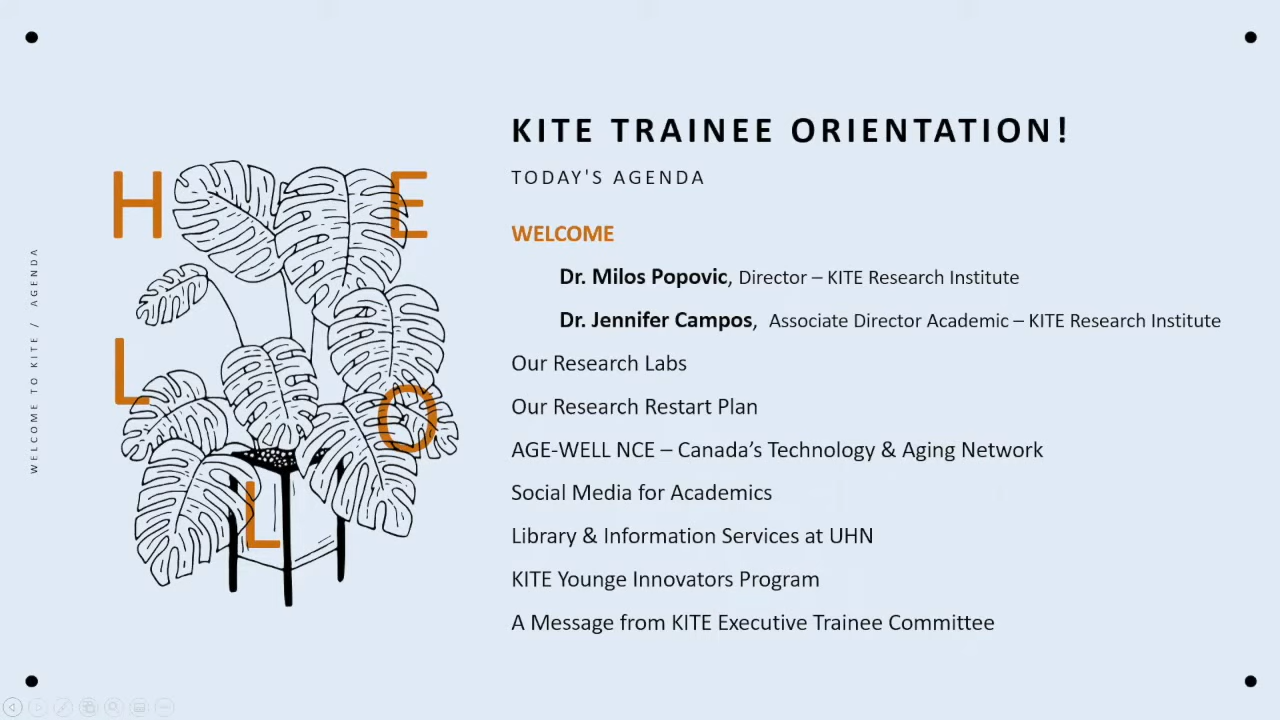 WELCOME TO KITE / AGENDA
H E
L
O
L
KITE TRAINEE ORIENTATION!
TODAY'S AGENDA
WELCOME
Dr. Milos Popovic, Director – KITE Research Institute
Dr. Jennifer Campos, Associate Director Academic – KITE Research Institute
Our Research Labs
Our Research Restart Plan
AGE-WELL NCE – Canada's Technology & Aging Network
Social Media for Academics
Library & Information Services at UHN
KITE Younge Innovators Program
A Message from KITE Executive Trainee Committee